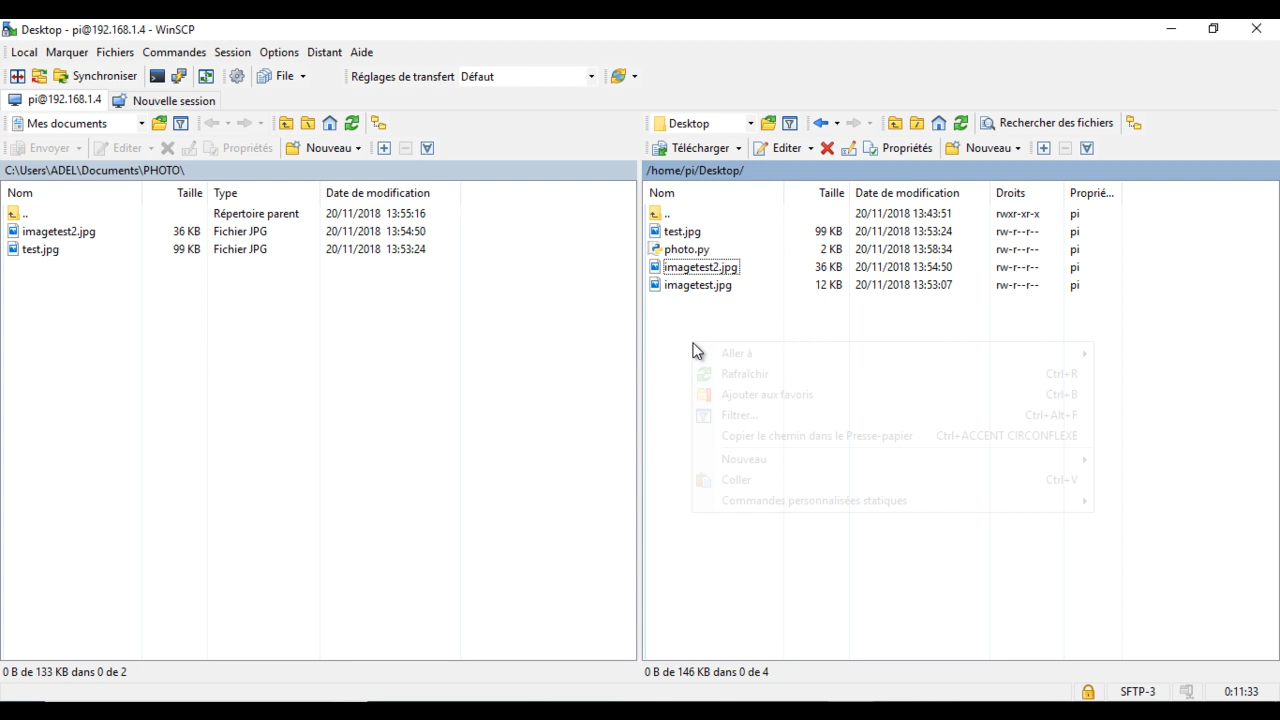 Desktop - pi@192.168.1.4 - WinSCP
Local Marquer Fichiers Commandes Session Options Distant Aide
Synchroniser File Réglages de transfert Défaut
pi@192.168.1.4 Nouvelle session
Mes documents Desktop Rechercher des fichiers
Envoyer Editer Propriétés Nouveau Télécharger Editer Propriétés Nouveau
C:\Users\ADEL\Documents\PHOTO\ /home/pi/Desktop/
Nom Taille Type Date de modification Nom Taille Date de modification Droits Proprié...
.. Répertoire parent 20/11/2018 13:55:16 .. 20/11/2018 13:43:51 rwxr-xr-x pi
imagetest2.jpg 36 KB Fichier JPG 20/11/2018 13:54:50 test.jpg 99 KB 20/11/2018 13:53:24 rw-r--r-- pi
test.jpg 99 KB Fichier JPG 20/11/2018 13:53:24 photo.py 2 KB 20/11/2018 13:58:34 rw-r--r-- pi
imagetest2.jpg 36 KB 20/11/2018 13:54:50 rw-r--r-- pi
imagetest.jpg 12 KB 20/11/2018 13:53:07 rw-r--r-- pi
Aller à
Rafraîchir Ctrl+R
Ajouter aux favoris Ctrl+B
Filtrer... Ctrl+Alt+F
Copier le chemin dans le Presse-papier Ctrl+ACCENT CIRCONFLEXE
Nouveau
Coller Ctrl+V
Commandes personnalisées statiques
0 B de 133 KB dans 0 de 2 0 B de 146 KB dans 0 de 4
SFTP-3 0:11:33